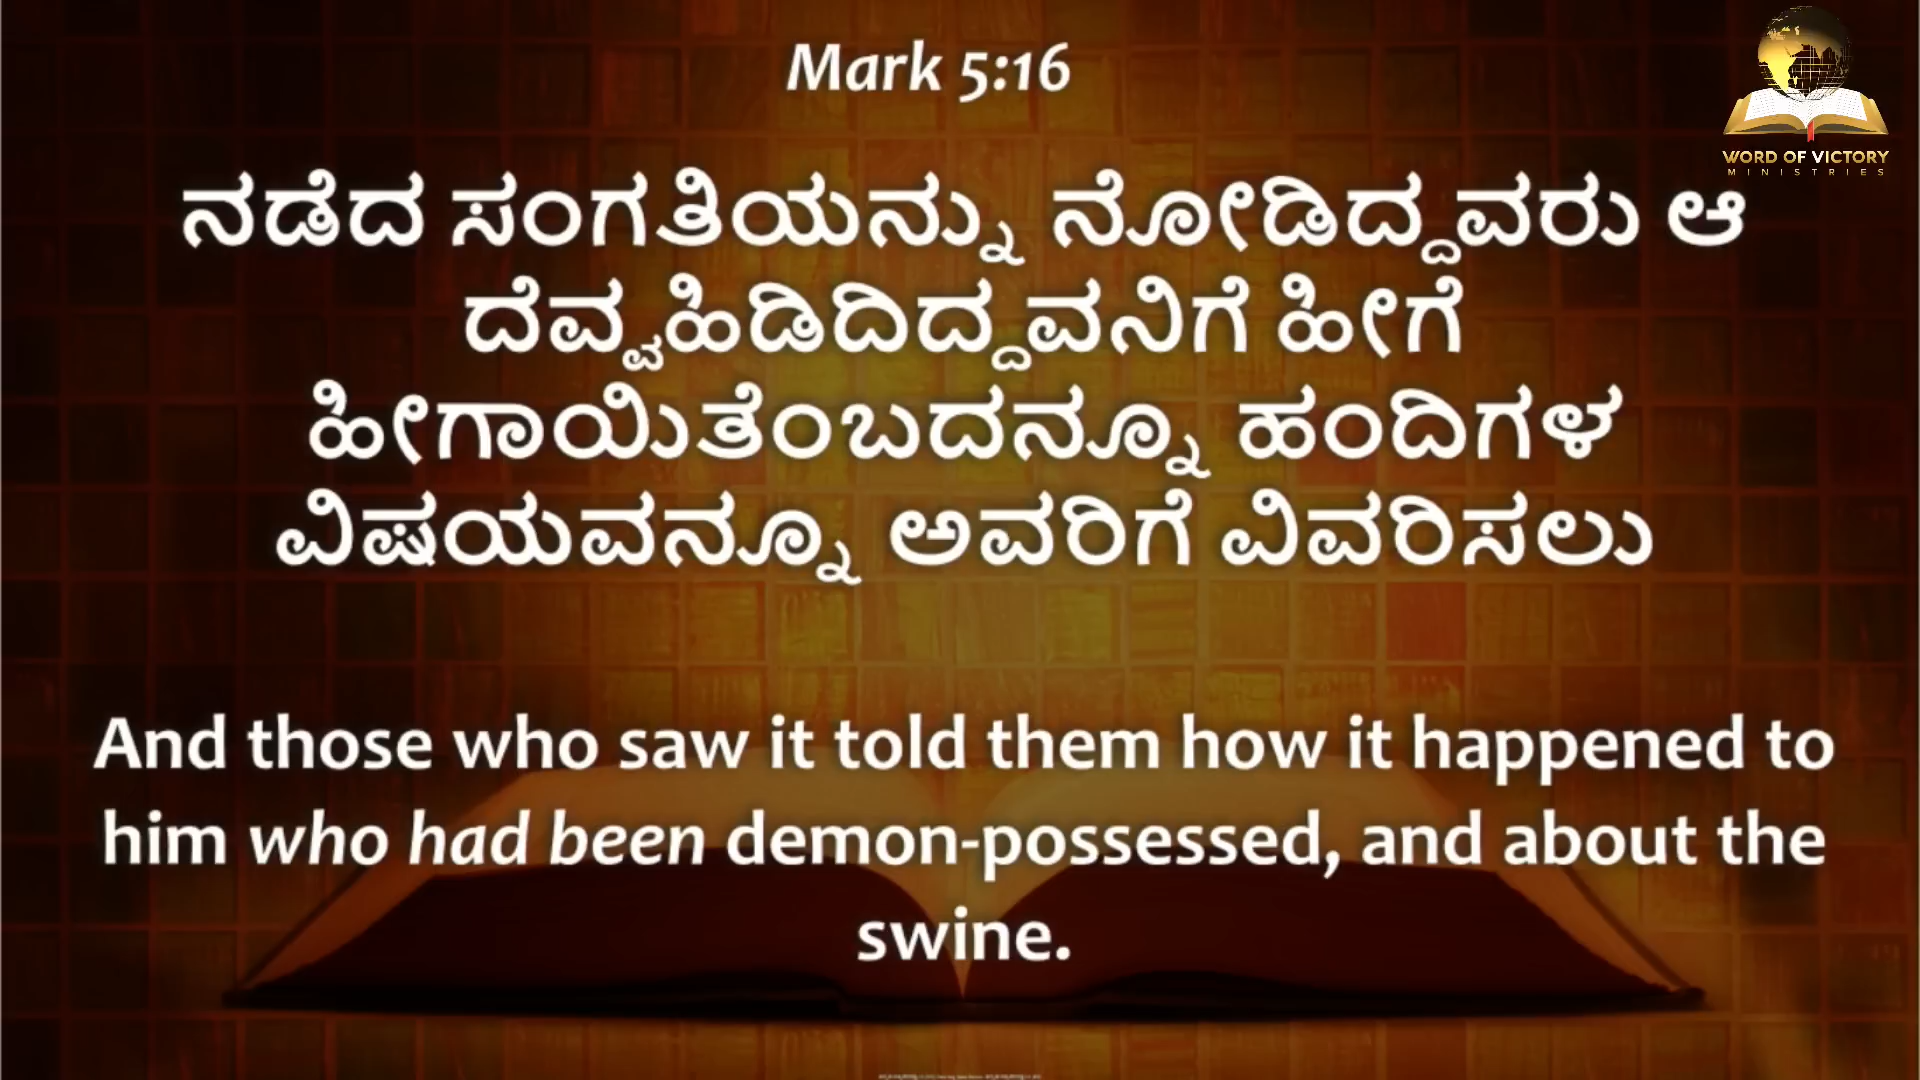 Mark 5:16
WORD OF VICTORY
MINISTRIES
ನಡೆದ ಸಂಗತಿಯನ್ನು ನೋಡಿದ್ದವರು ಆ
ದೆವ್ವಹಿಡಿದಿದ್ದವನಿಗೆ ಹೀಗೆ
ಹೀಗಾಯಿತೆಂಬದನ್ನೂ ಹಂದಿಗಳ
ವಿಷಯವನ್ನೂ ಅವರಿಗೆ ವಿವರಿಸಲು
And those who saw it told them how it happened to
him who had been demon-possessed, and about the
swine.